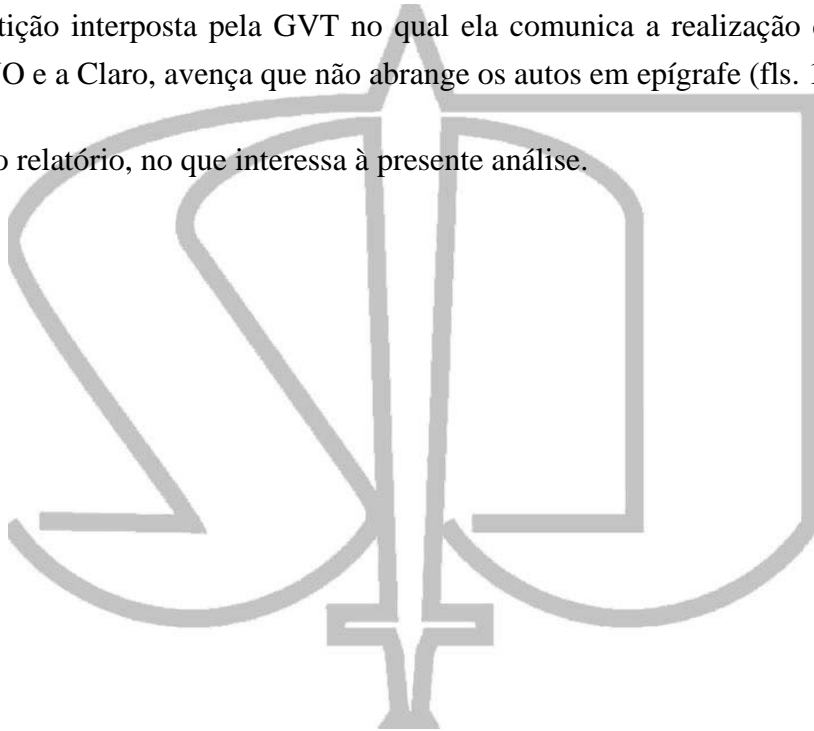 tição interposta pela GVT no qual ela comunica a realização
O e a Claro, avença que não abrange os autos em epígrafe (fls.
relatório, no que interessa à presente análise.
STJ